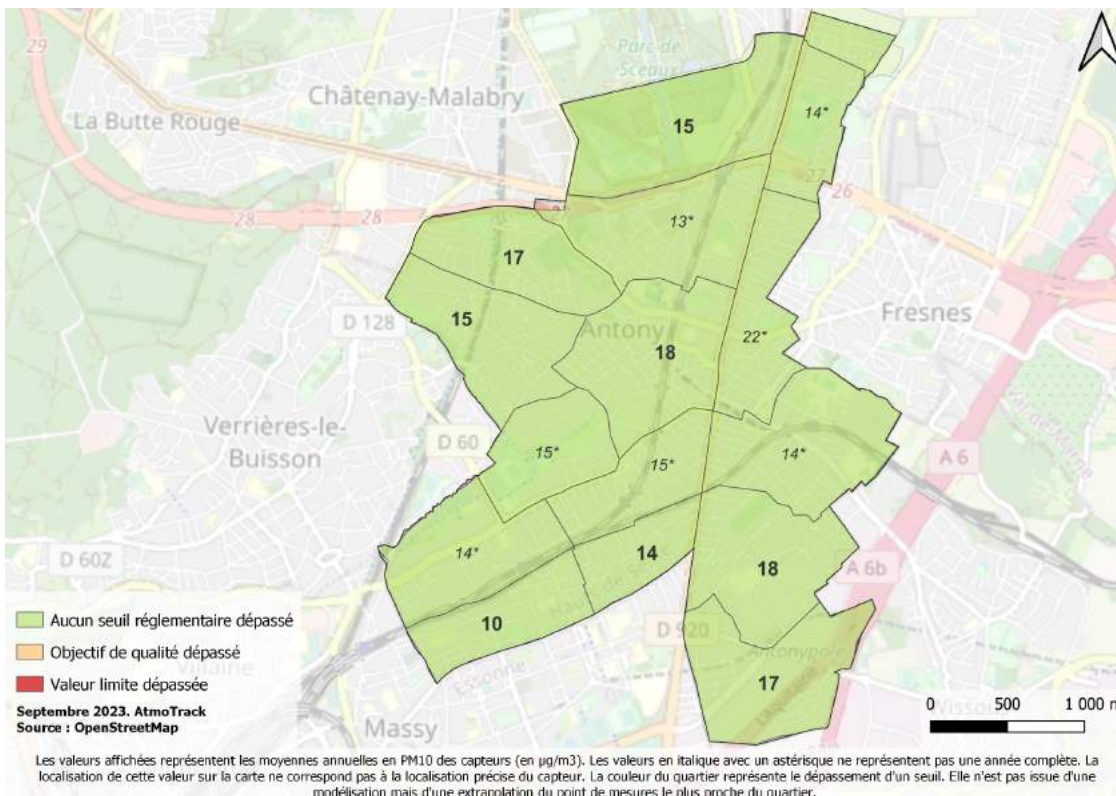 29
Parc de
Sceaux
Châtenay-Malabry
La Butte Rouge
15
14*
27
26
28
28
13*
17
D 128
15
Antony
18
22*
Fresnes
Verrières-le-
Buisson
D 60
15*
15*
14*
A 6
Val-de-Marne
D 60Z
14*
14
18
A 6b
10
D 920
Antonypole
17
Essonne
Massy
Villaine
Wissous
Aucun seuil réglementaire dépassé
Objectif de qualité dépassé
Valeur limite dépassée
Septembre 2023. AtmoTrack
Source : OpenStreetMap
0 500 1 000 m
Les valeurs affichées représentent les moyennes annuelles en PM10 des capteurs (en µg/m3). Les valeurs en italique avec un astérisque ne représentent pas une année complète. La
localisation de cette valeur sur la carte ne correspond pas à la localisation précise du capteur. La couleur du quartier représente le dépassement d'un seuil. Elle n'est pas issue d'une
modélisation mais d'une extrapolation du point de mesures le plus proche du quartier.